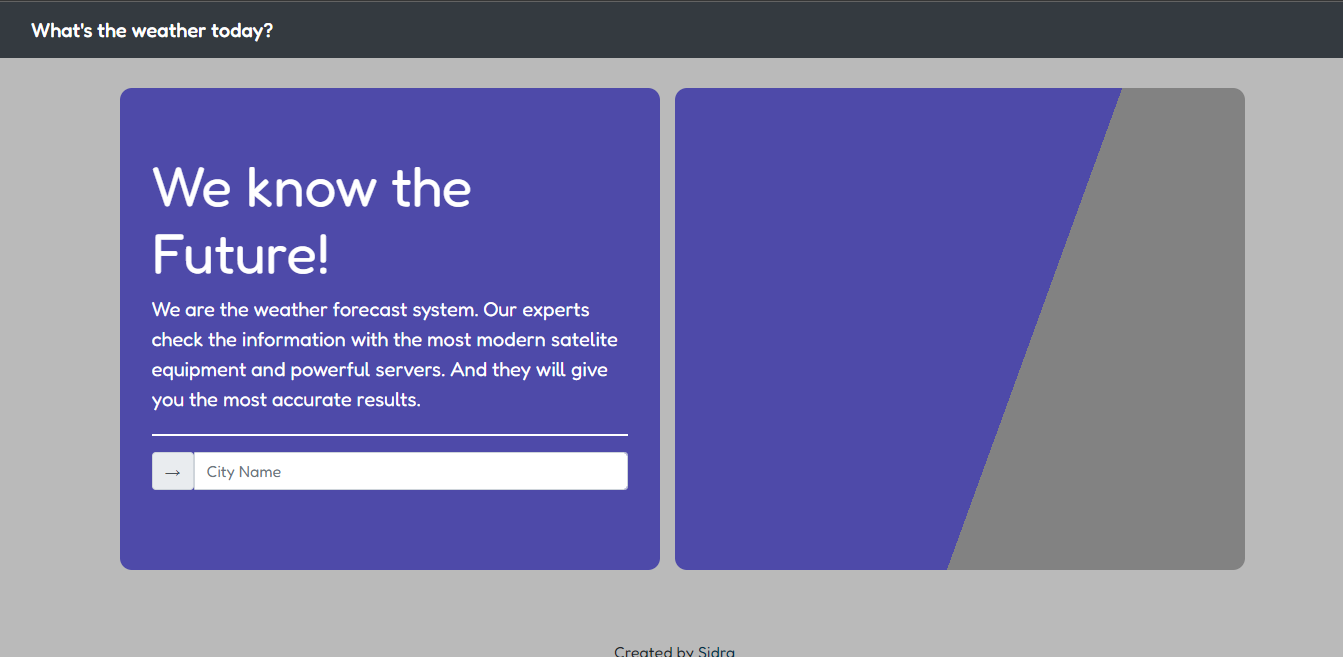 What's the weather today?
We know the
Future!
We are the weather forecast system. Our experts
check the information with the most modern satelite
equipment and powerful servers. And they will give
you the most accurate results.
→ City Name
Created by Sidra